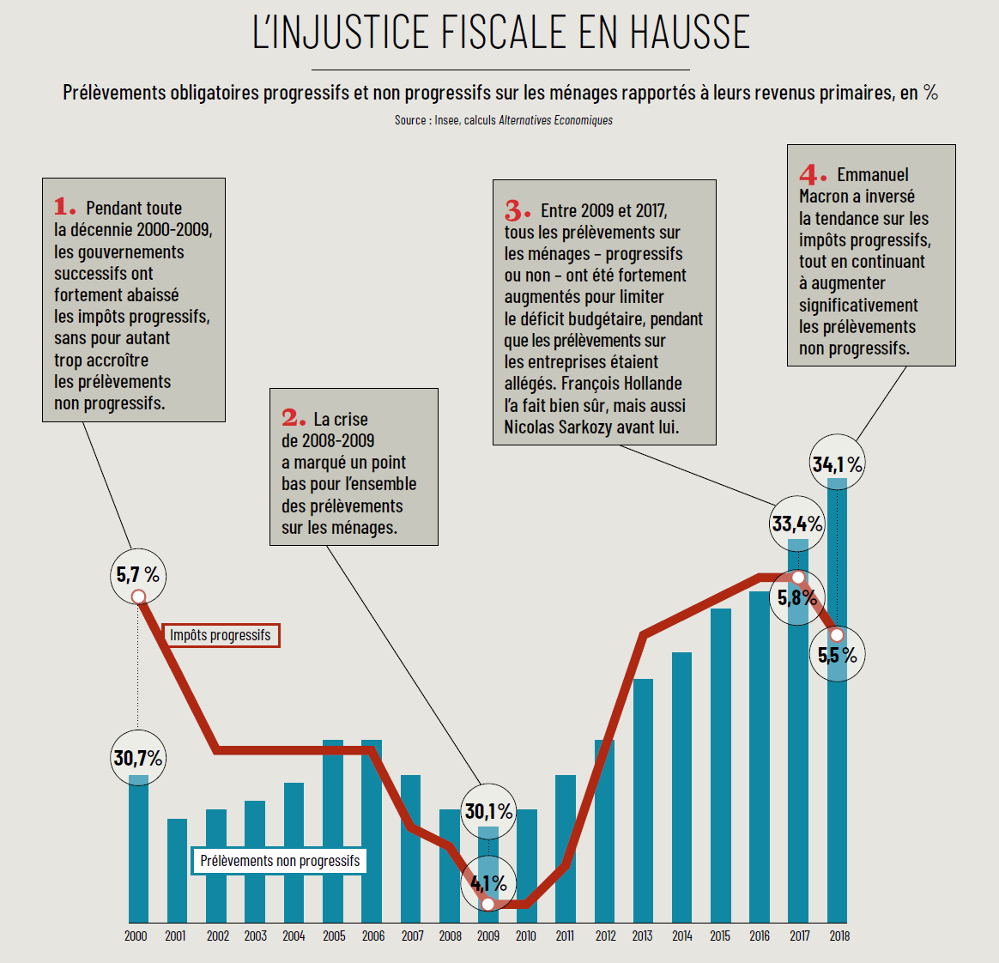 L'INJUSTICE FISCALE EN HAUSSE
Prélèvements obligatoires progressifs et non progressifs sur les ménages rapportés à leurs revenus primaires, en %
Source : Insee, calculs Alternatives Economiques
1. Pendant toute
la décennie 2000-2009,
les gouvernements
successifs ont
fortement abaissé
les impôts progressifs,
sans pour autant
trop accroître
les prélèvements
non progressifs.
2. La crise
de 2008-2009
a marqué un point
bas pour l'ensemble
des prélèvements
sur les ménages.
3. Entre 2009 et 2017,
tous les prélèvements sur
les ménages – progressifs
ou non – ont été fortement
augmentés pour limiter
le déficit budgétaire, pendant
que les prélèvements sur
les entreprises étaient
allégés. François Hollande
l'a fait bien sûr, mais aussi
Nicolas Sarkozy avant lui.
4. Emmanuel
Macron a inversé
la tendance sur les
impôts progressifs,
tout en continuant
à augmenter
significativement
les prélèvements
non progressifs.
34,1 %
33,4%
5,7 %
5,8%
Impôts progressifs
5,5 %
30,7%
30,1 %
Prélèvements non progressifs
4,1 %
2000 2001 2002 2003 2004 2005 2006 2007 2008 2009 2010 2011 2012 2013 2014 2015 2016 2017 2018